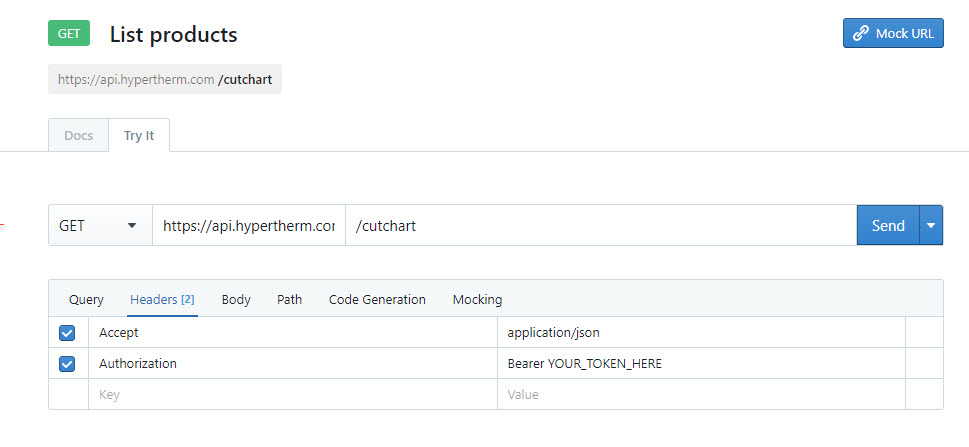 GET List products Mock URL
https://api.hypertherm.com /cutchart
Docs Try It
GET https://api.hypertherm.cor /cutchart Send
Query Headers [2] Body Path Code Generation Mocking
Accept application/json
Authorization Bearer YOUR_TOKEN_HERE
Key Value